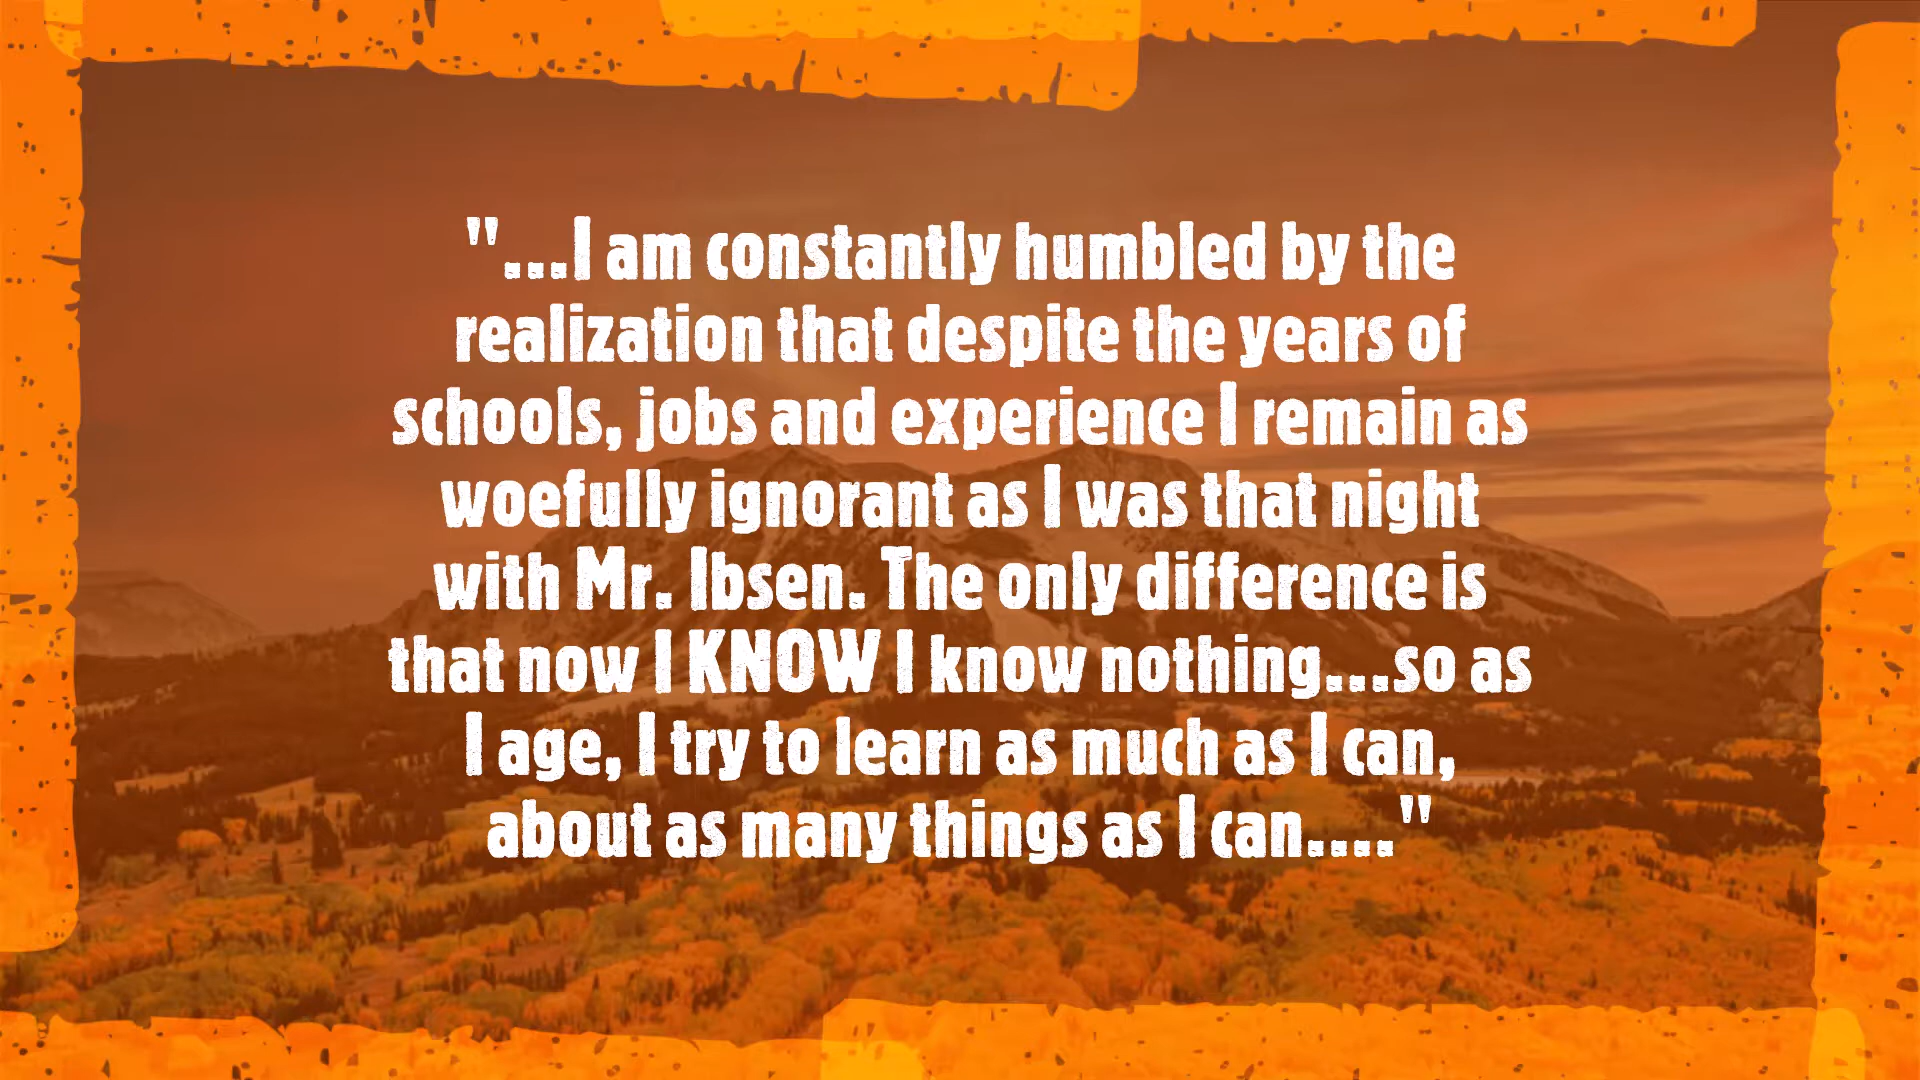 "...I am constantly humbled by the
realization that despite the years of
schools, jobs and experience I remain as
woefully ignorant as I was that night
with Mr. Ibsen. The only difference is
that now I KNOW I know nothing...so as
I age, I try to learn as much as I can,
about as many things as I can...."